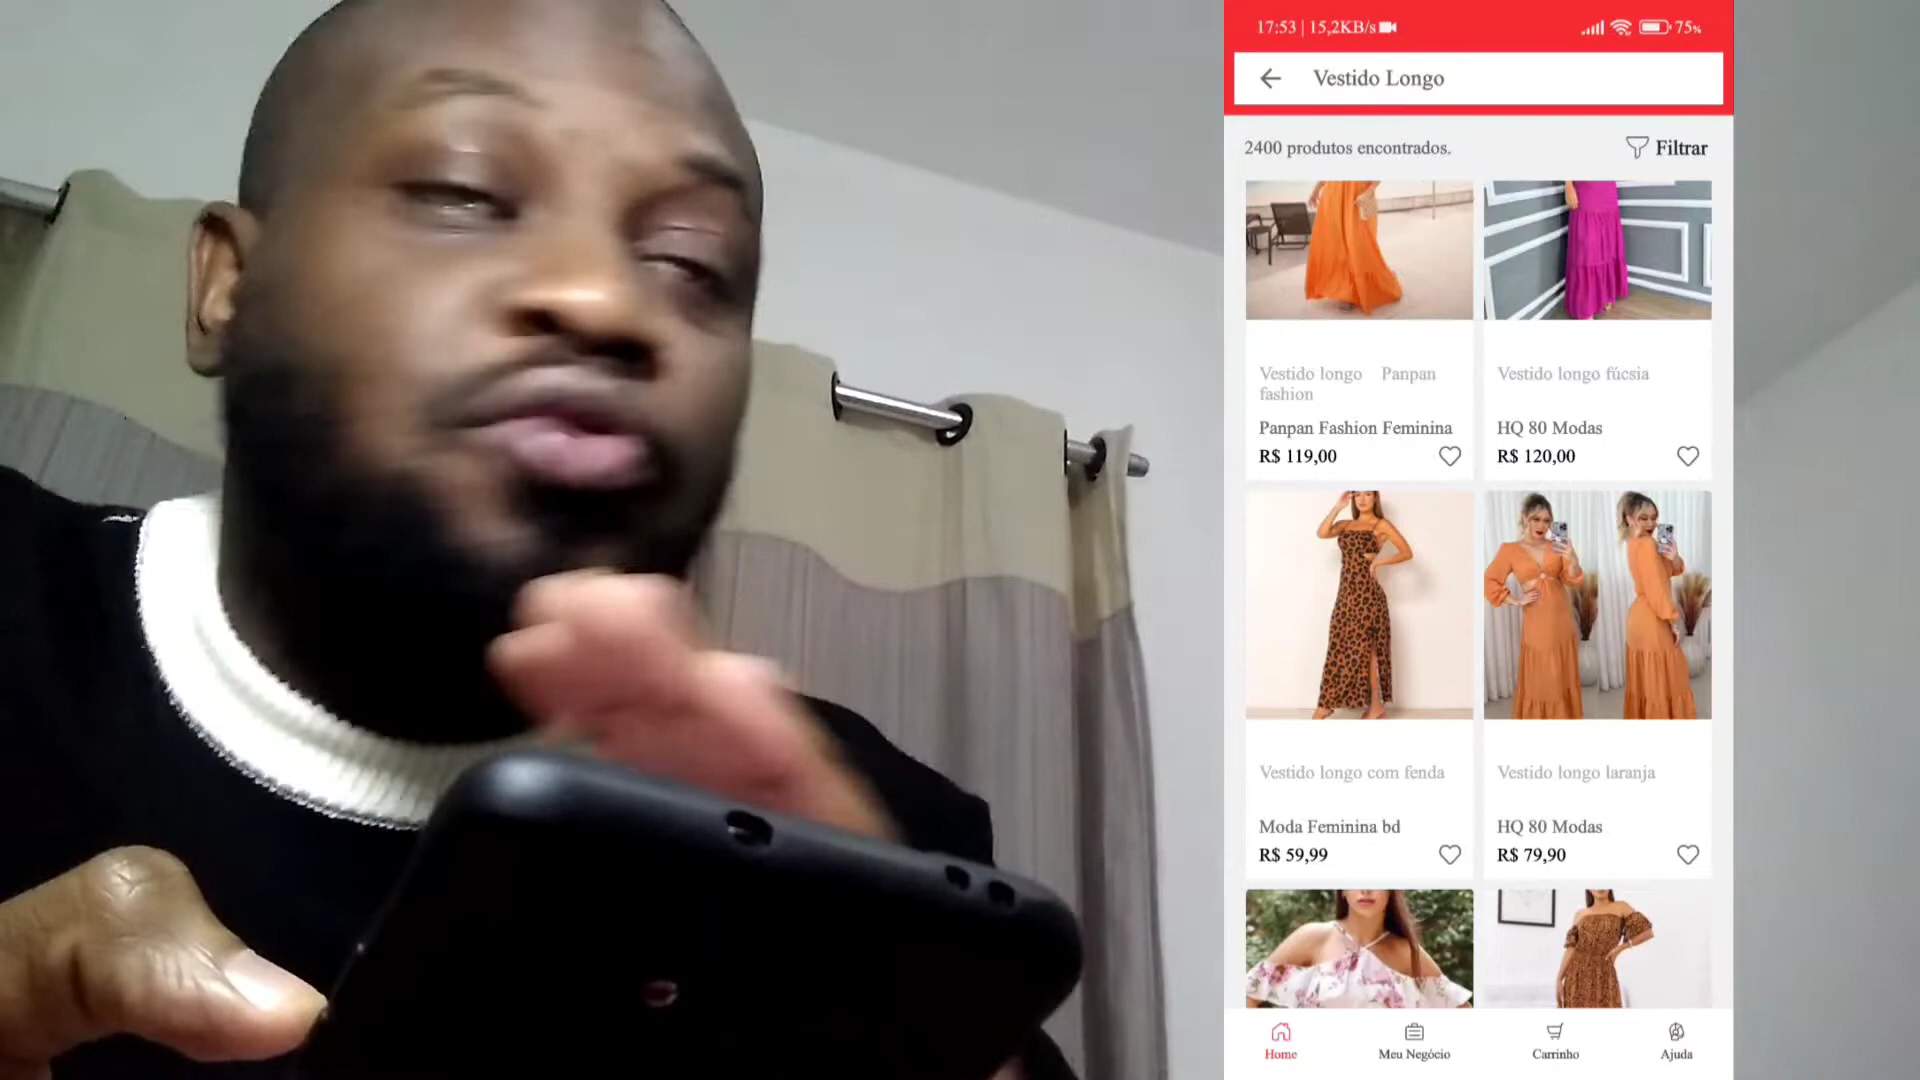 17:53 | 15,2KB/s
75%
Vestido Longo
2400 produtos encontrados.
Filtrar
Vestido longo Panpan
fashion
Panpan Fashion Feminina
R$ 119,00
Vestido longo fúcsia
HQ 80 Modas
R$ 120,00
Vestido longo com fenda
Moda Feminina bd
R$ 59,99
Vestido longo laranja
HQ 80 Modas
R$ 79,90
Home
Meu Negócio
Carrinho
Ajuda